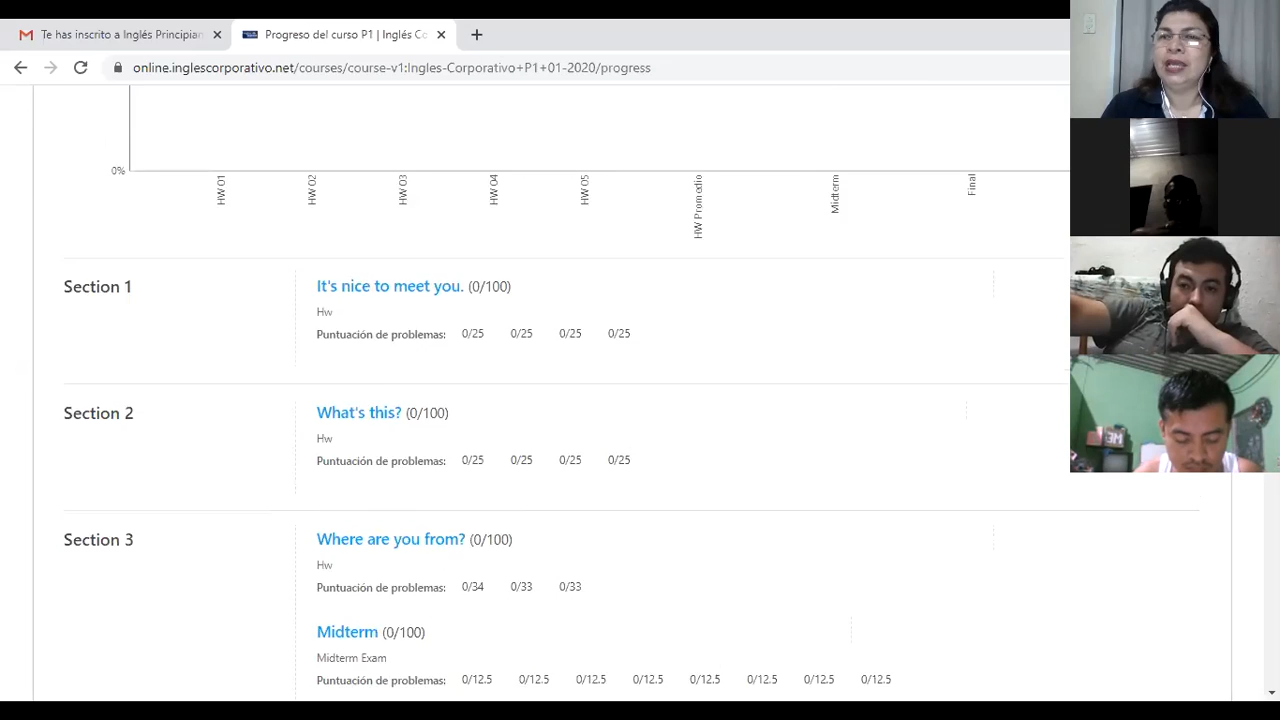 Te has inscrito a Inglés Principian
Progreso del curso P1 | Inglés Co
online.inglescorporativo.net/courses/course-v1:Ingles-Corporativo+P1+01-2020/progress
0%
HW 01
HW 02
HW 03
HW 04
HW 05
HW Promedio
Midterm
Final
Section 1
It's nice to meet you. (0/100)
Hw
Puntuación de problemas: 0/25 0/25 0/25 0/25
Section 2
What's this? (0/100)
Hw
Puntuación de problemas: 0/25 0/25 0/25 0/25
Section 3
Where are you from? (0/100)
Hw
Puntuación de problemas: 0/34 0/33 0/33
Midterm (0/100)
Midterm Exam
Puntuación de problemas: 0/12.5 0/12.5 0/12.5 0/12.5 0/12.5 0/12.5 0/12.5 0/12.5